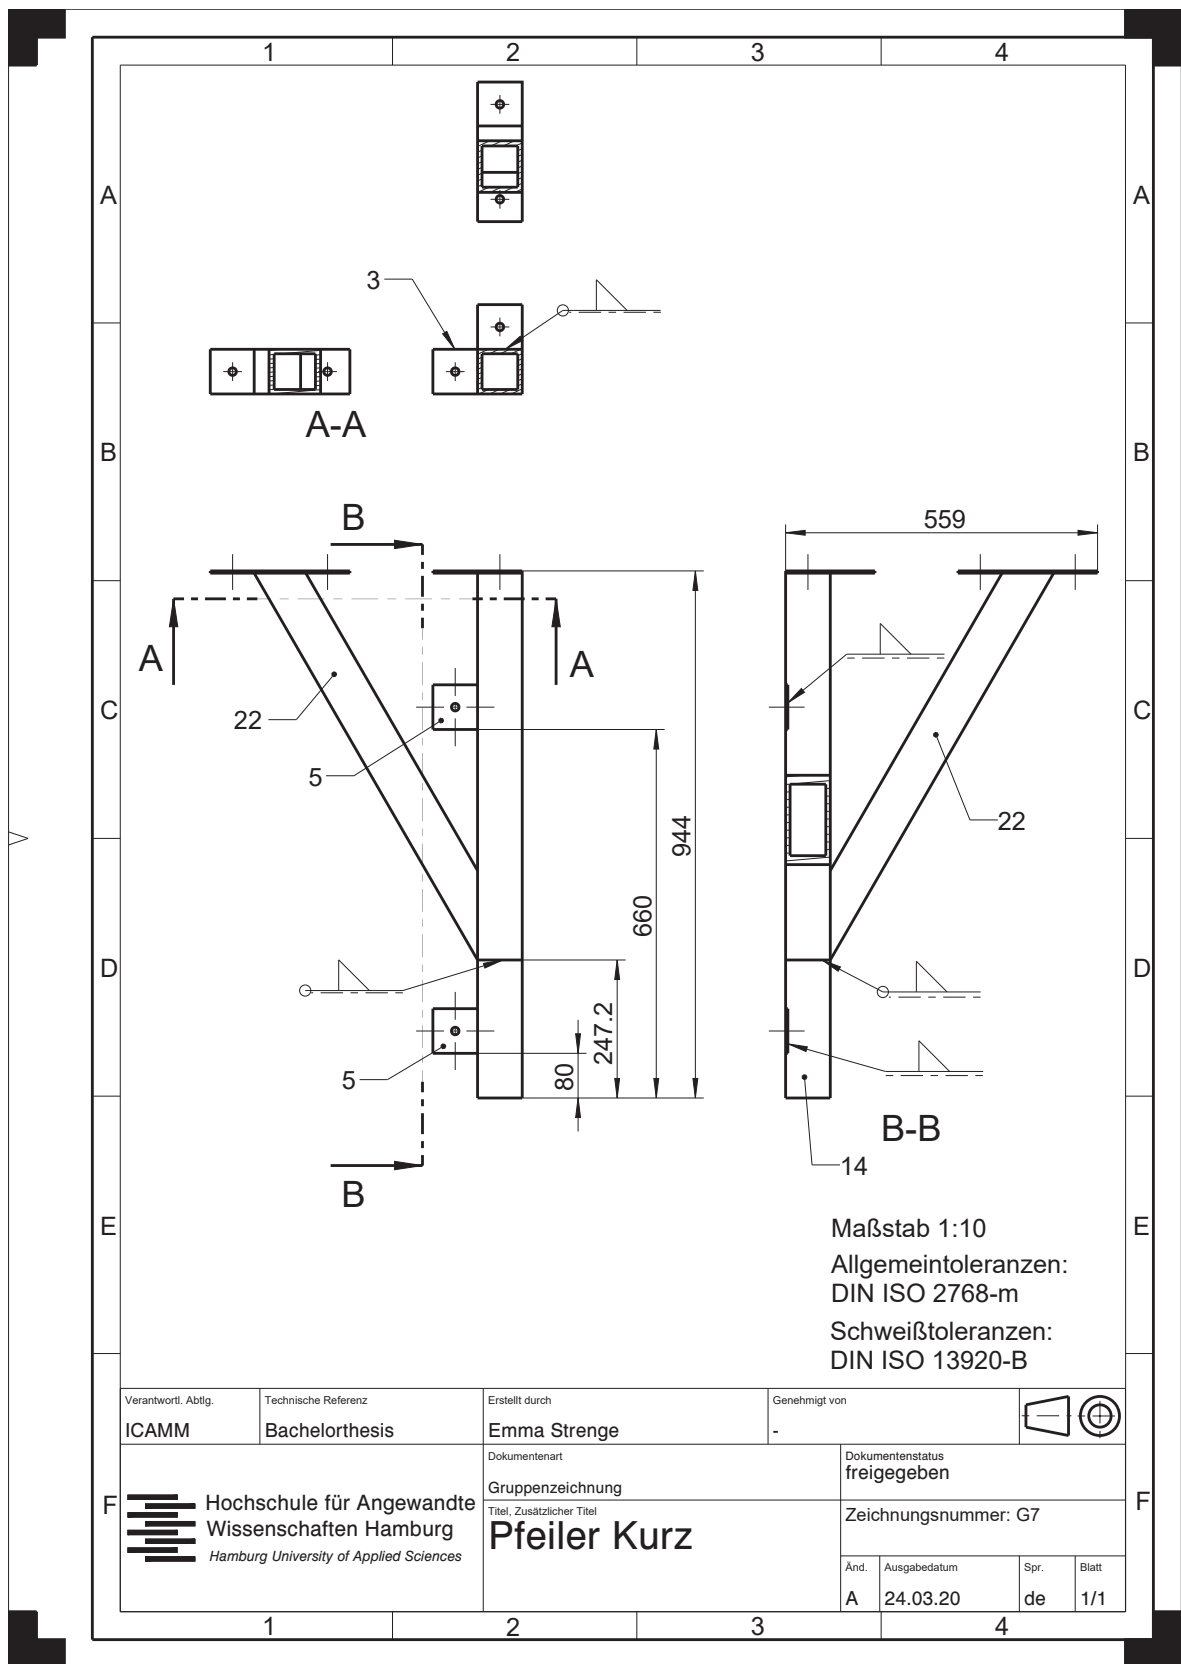 1 2 3 4
A A
3
A-A
B B
B
559
A A
C C
22
5
22
944
660
D D
247.2
80
5
B-B
14
B
E E
Maßstab 1:10
Allgemeintoleranzen:
DIN ISO 2768-m
Schweißtoleranzen:
DIN ISO 13920-B
Verantwortl. Abtlg.
ICAMM
Technische Referenz
Bachelorthesis
Erstellt durch
Emma Strenge
Genehmigt von
-
Dokumentenart
Gruppenzeichnung
Dokumentenstatus
freigegeben
F F
Hochschule für Angewandte
Wissenschaften Hamburg
Hamburg University of Applied Sciences
Titel, Zusätzlicher Titel
Pfeiler Kurz
Zeichnungsnummer: G7
Änd.
A
Ausgabedatum
24.03.20
Spr.
de
Blatt
1/1
1 2 3 4